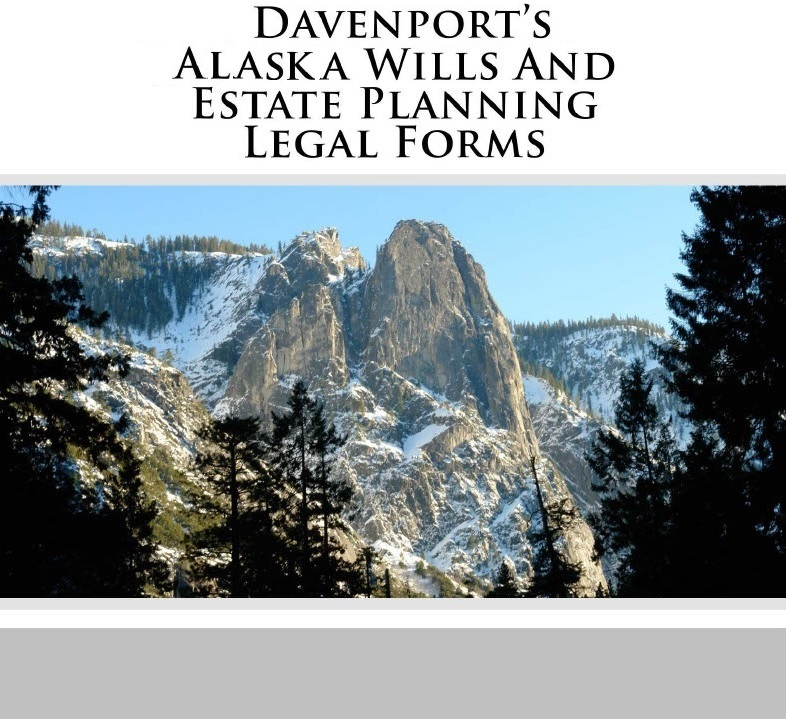 Davenport’s
Alaska Wills And
Estate Planning
Legal Forms